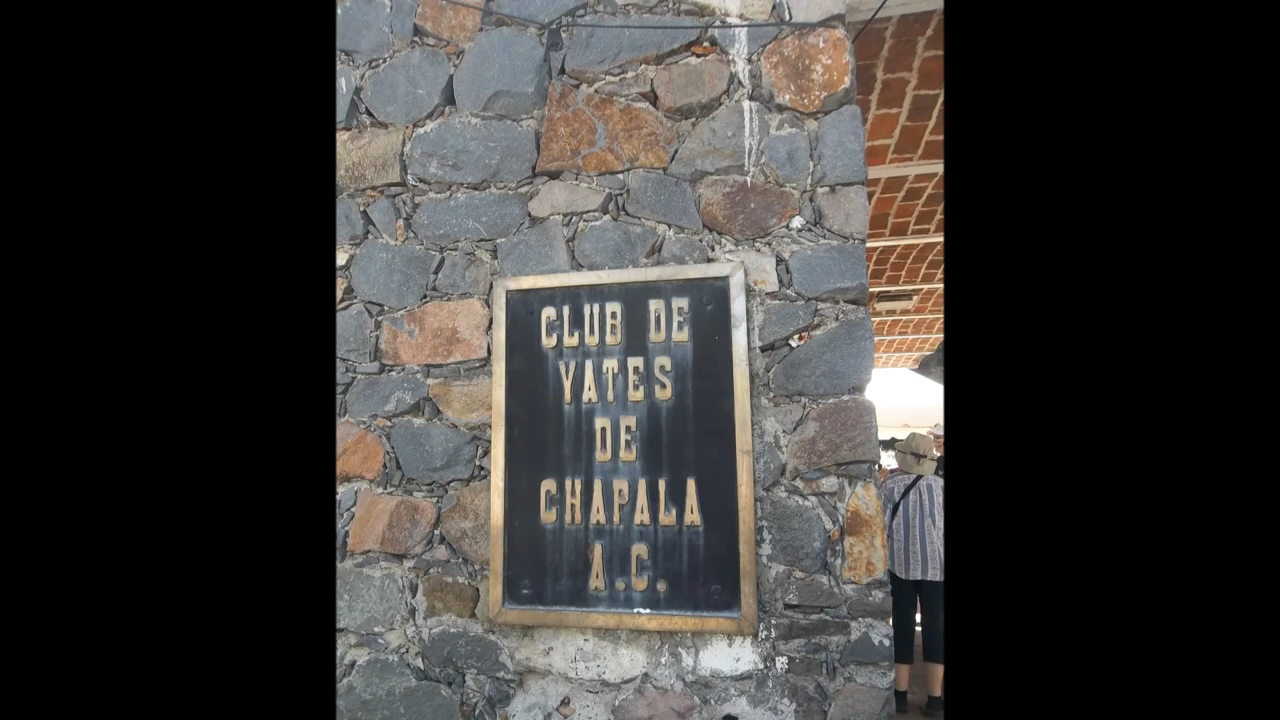 CLUB DE
YATES
DE
CHAPALA
A.C.